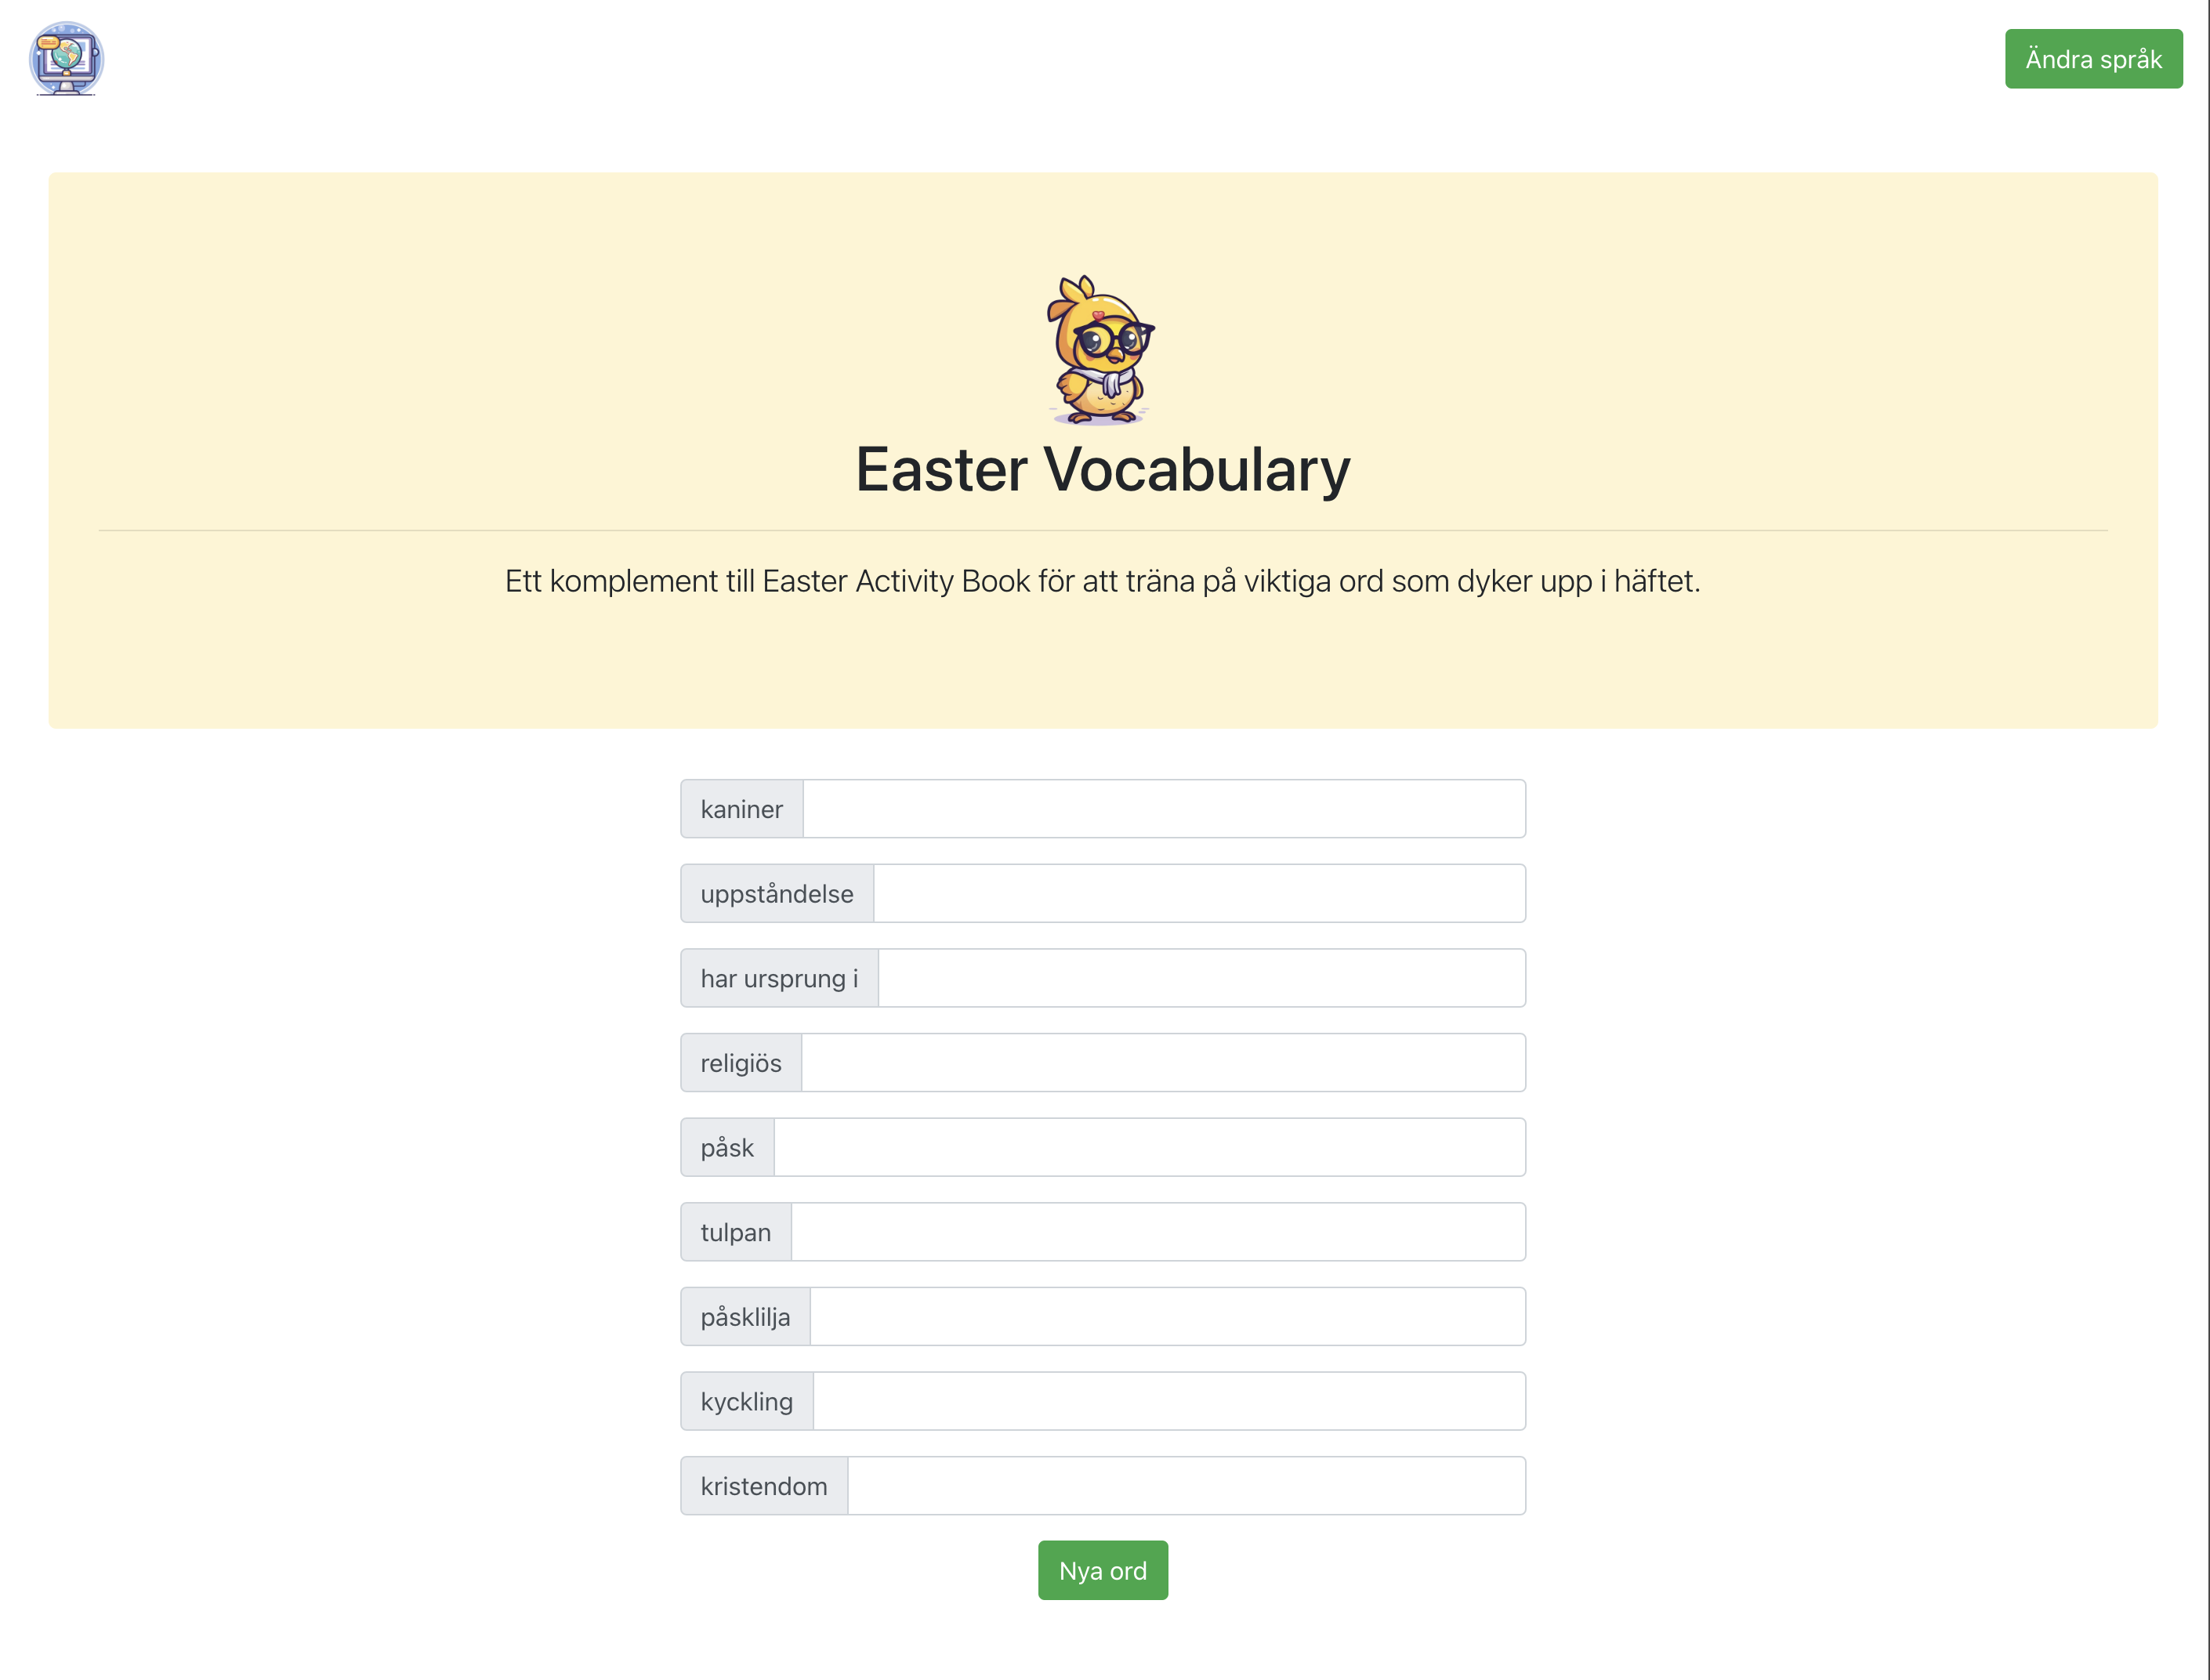 Ändra språk
Easter Vocabulary
Ett komplement till Easter Activity Book för att träna på viktiga ord som dyker upp i häftet.
kaniner
uppståndelse
har ursprung i
religiös
påsk
tulpan
påsklilja
kyckling
kristendom
Nya ord